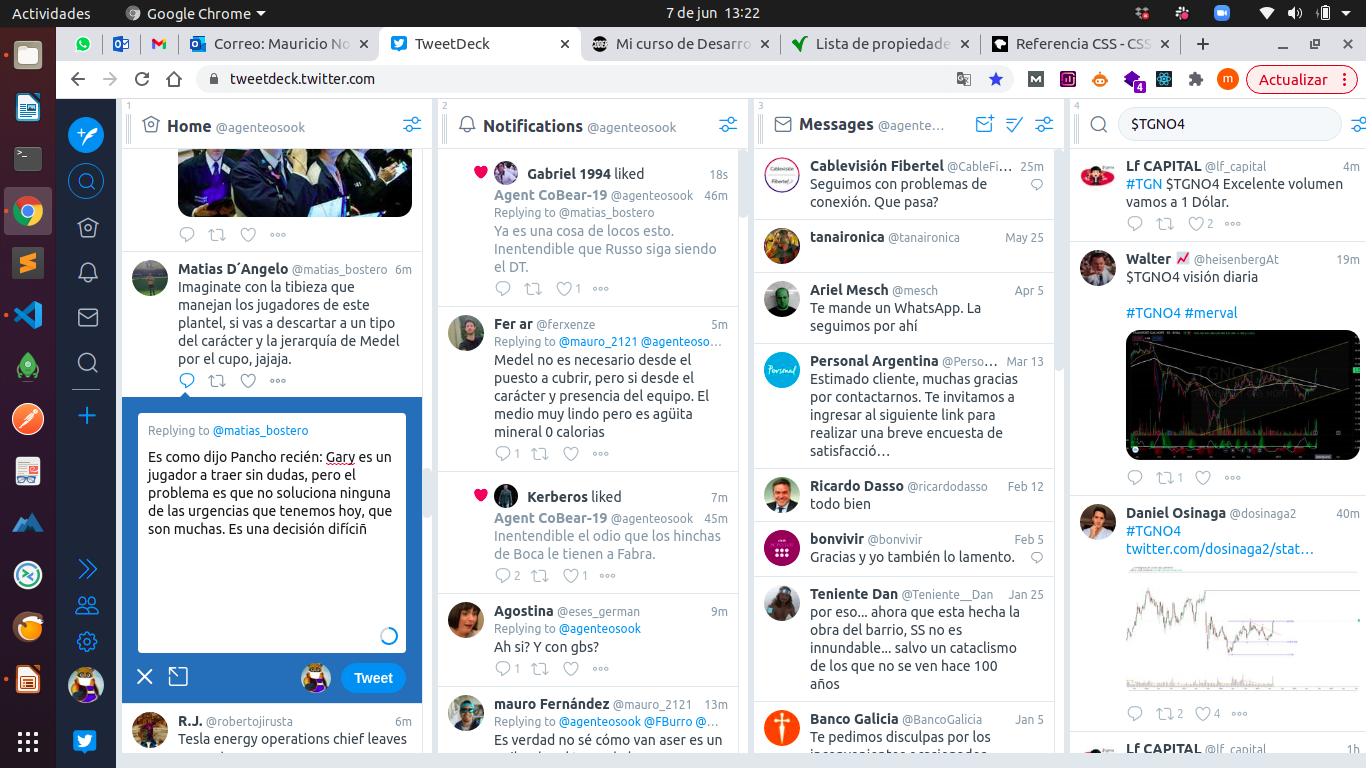 Actividades
Google Chrome
7 de jun 13:22
Correo: Mauricio No
TweetDeck
Mi curso de Desarro
Lista de propiedade
Referencia CSS - CSS
tweetdeck.twitter.com
4
m
Actualizar
1
Home @agenteosook
Matias D´Angelo @matias_bostero 6m
Imaginate con la tibieza que
manejan los jugadores de este
plantel, si vas a descartar a un tipo
del carácter y la jerarquía de Medel
por el cupo, jajaja.
Replying to @matias_bostero
Es como dijo Pancho recién: Gary es un
jugador a traer sin dudas, pero el
problema es que no soluciona ninguna
de las urgencias que tenemos hoy, que
son muchas. Es una decisión difíciñ
Tweet
R.J. @robertojirusta 6m
Tesla energy operations chief leaves
2
Notifications @agenteosook
Gabriel 1994 liked 18s
Agent CoBear-19 @agenteosook 46m
Replying to @matias_bostero
Ya es una cosa de locos esto.
Inentendible que Russo siga siendo
el DT.
1
Fer ar @ferxenze 5m
Replying to @mauro_2121 @agenteoso…
Medel no es necesario desde el
puesto a cubrir, pero si desde el
carácter y presencia del equipo. El
medio muy lindo pero es agüita
mineral 0 calorias
1
Kerberos liked 7m
Agent CoBear-19 @agenteosook 45m
Inentendible el odio que los hinchas
de Boca le tienen a Fabra.
2 1
Agostina @eses_german 9m
Replying to @agenteosook
Ah si? Y con gbs?
1
mauro Fernández @mauro_2121 13m
Replying to @agenteosook @FBurro @…
Es verdad no sé cómo van aser es un
3
Messages @agente…
Cablevisión Fibertel @CableFi… 25m
Seguimos con problemas de
conexión. Que pasa?
tanaironica @tanaironica May 25
Ariel Mesch @mesch Apr 5
Te mande un WhatsApp. La
seguimos por ahí
Personal Argentina @Perso… Mar 13
Estimado cliente, muchas gracias
por contactarnos. Te invitamos a
ingresar al siguiente link para
realizar una breve encuesta de
satisfacció…
Ricardo Dasso @ricardodasso Feb 12
todo bien
bonvivir @bonvivir Feb 5
Gracias y yo también lo lamento.
Teniente Dan @Teniente__Dan Jan 25
por eso... ahora que esta hecha la
obra del barrio, SS no es
innundable... salvo un cataclismo
de los que no se ven hace 100
años
Banco Galicia @BancoGalicia Jan 5
Te pedimos disculpas por los
4
$TGNO4
Lf CAPITAL @lf_capital 4m
#TGN $TGNO4 Excelente volumen
vamos a 1 Dólar.
2
Walter @heisenbergAt 19m
$TGNO4 visión diaria
#TGNO4 #merval
1
Daniel Osinaga @dosinaga2 40m
#TGNO4
twitter.com/dosinaga2/stat…
2 4
Lf CAPITAL @lf_capital 1h